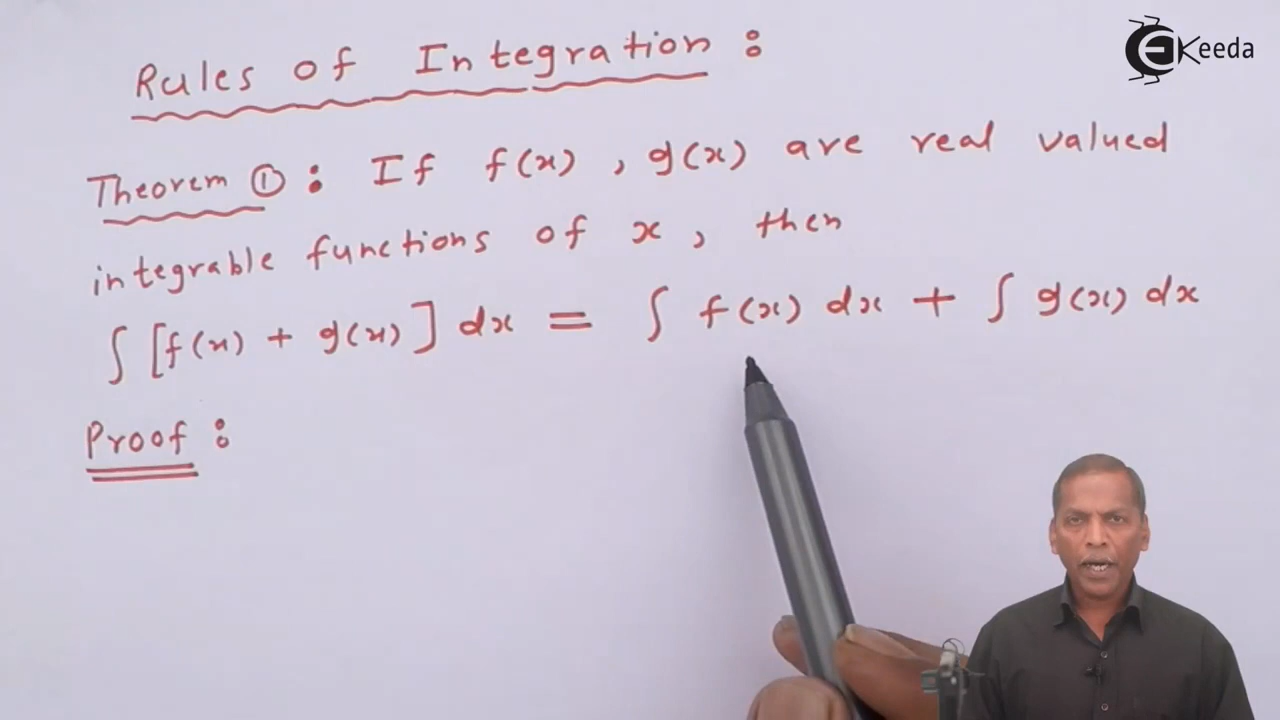 Rules of Integration :
EKeeda
Theorem ① : If f(x) , g(x) are real valued
integrable functions of x , then
∫ [f(x) + g(x)] dx = ∫ f(x) dx + ∫ g(x) dx
Proof :